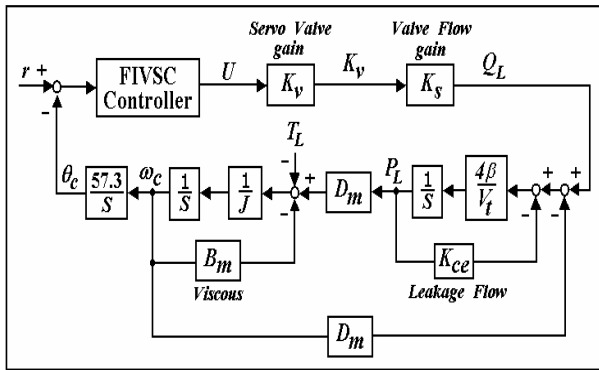 Servo Valve
gain
Valve Flow
gain
r +
-
FIVSC
Controller
U
K_v
K_v
K_s
Q_L
T_L
-
θ_c
57.3
S
ω_c
1
S
1
J
+
-
D_m
P_L
1
S
4β
V_t
+
-
+
-
B_m
Viscous
K_ce
Leakage Flow
D_m